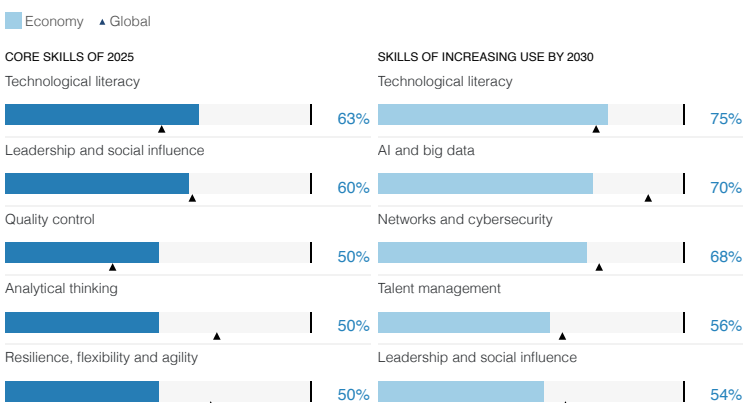 Economy Global
CORE SKILLS OF 2025
Technological literacy
63%
Leadership and social influence
60%
Quality control
50%
Analytical thinking
50%
Resilience, flexibility and agility
50%
SKILLS OF INCREASING USE BY 2030
Technological literacy
75%
AI and big data
70%
Networks and cybersecurity
68%
Talent management
56%
Leadership and social influence
54%